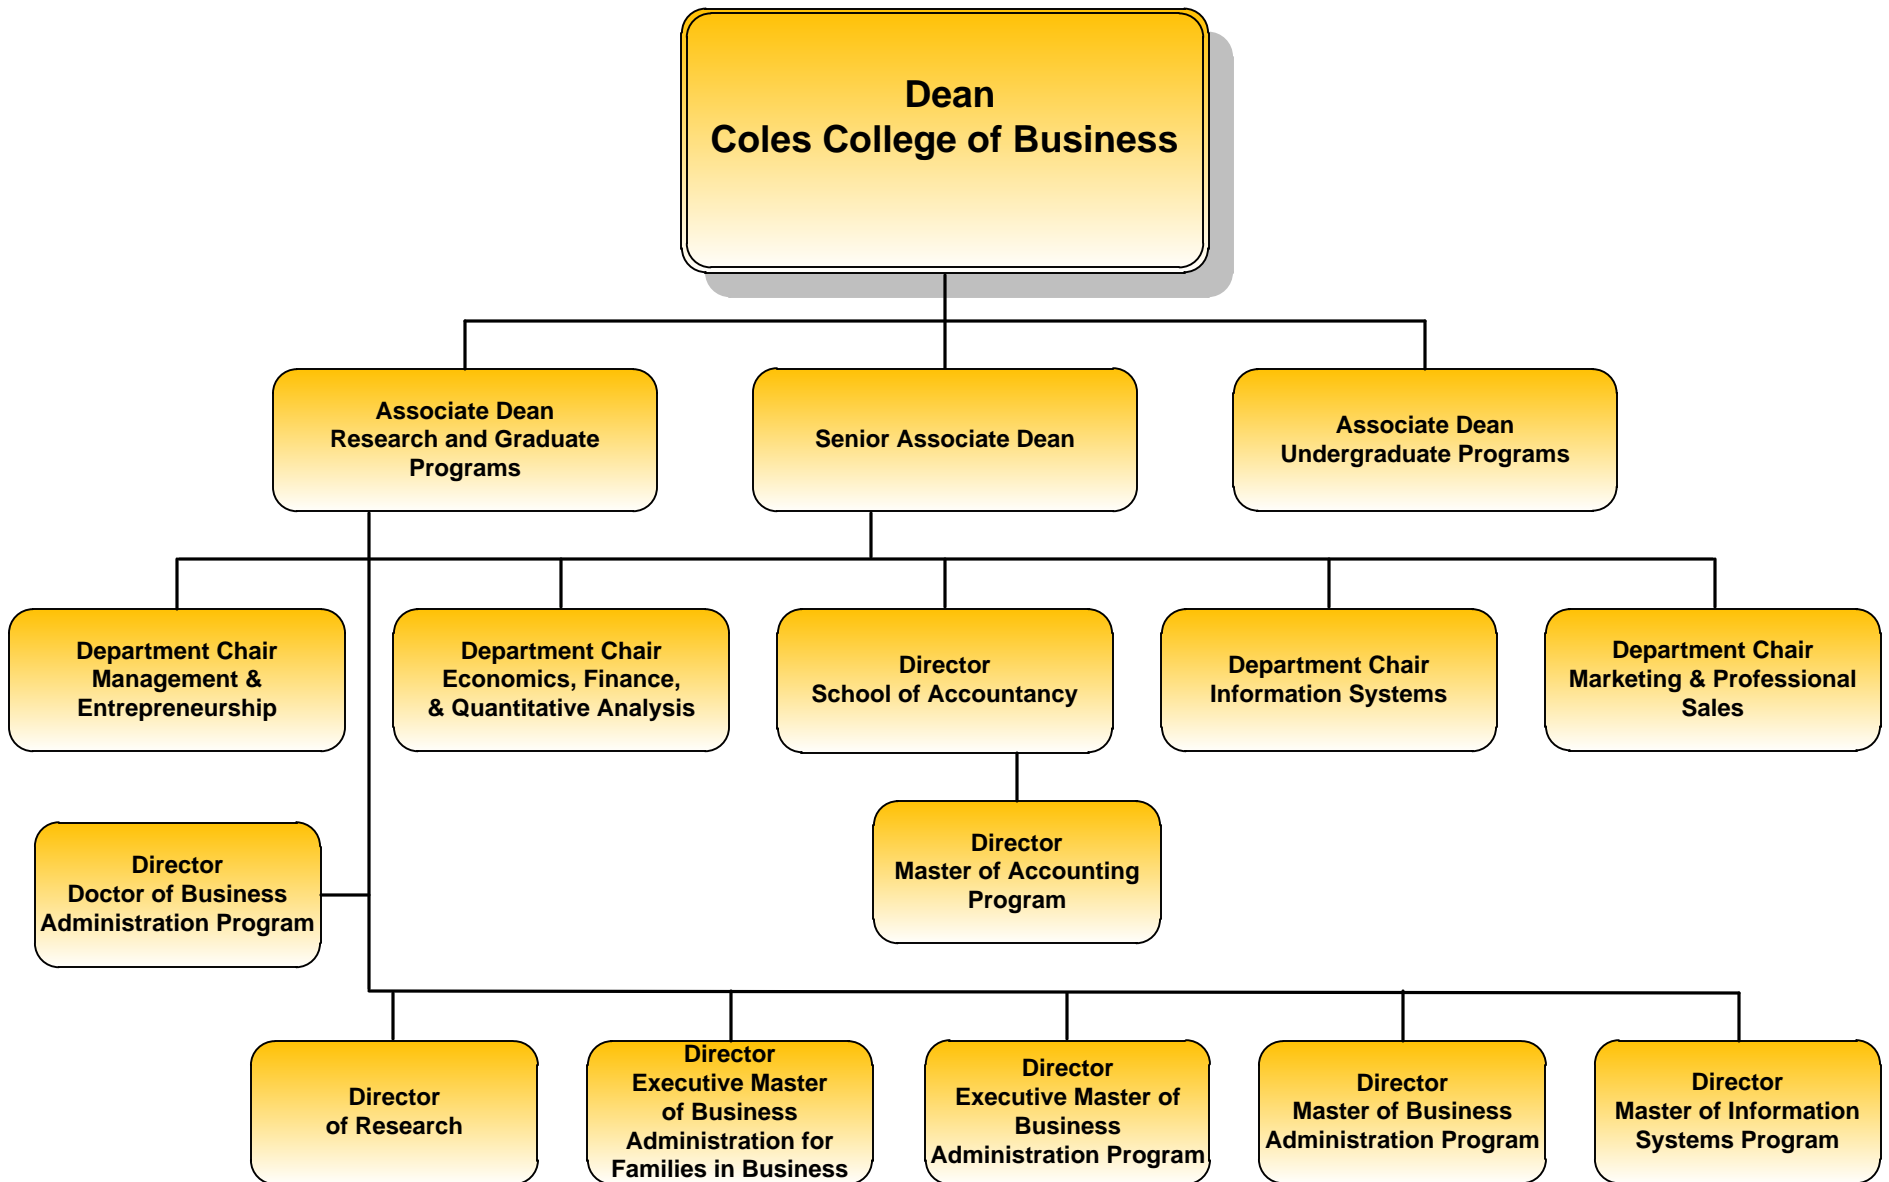 Dean
Coles College of Business
Associate Dean
Research and Graduate
Programs
Senior Associate Dean
Associate Dean
Undergraduate Programs
Department Chair
Management &
Entrepreneurship
Department Chair
Economics, Finance,
& Quantitative Analysis
Director
School of Accountancy
Department Chair
Information Systems
Department Chair
Marketing & Professional
Sales
Director
Doctor of Business
Administration Program
Director
Master of Accounting
Program
Director
of Research
Director
Executive Master
of Business
Administration for
Families in Business
Director
Executive Master of
Business
Administration Program
Director
Master of Business
Administration Program
Director
Master of Information
Systems Program